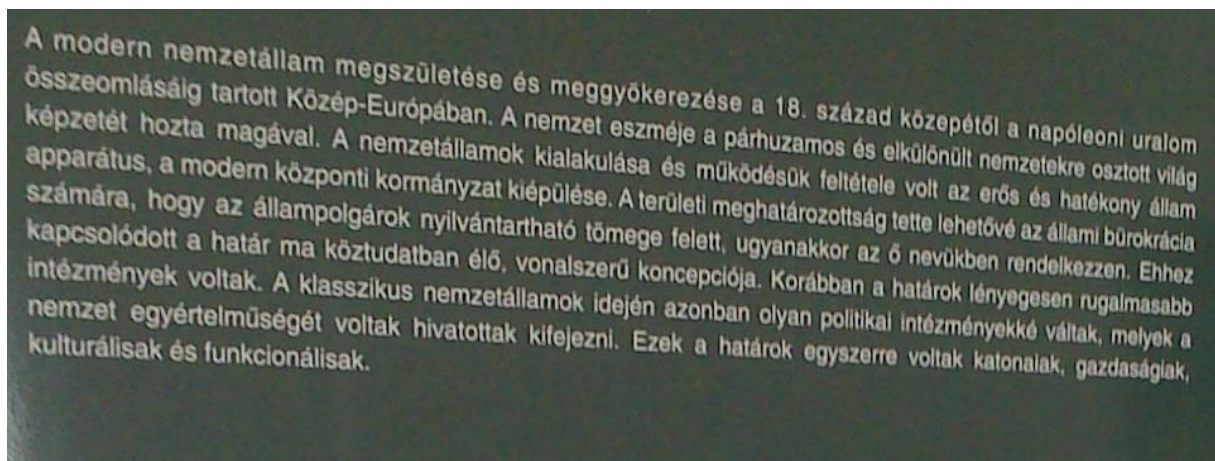 A modern nemzetállam megszületése és meggyökerezése a 18. század közepétől a napóleoni uralom
összeomlásáig tartott Közép-Európában. A nemzet eszméje a párhuzamos és elkülönült nemzetekre osztott világ
képzetét hozta magával. A nemzetállamok kialakulása és működésük feltétele volt az erős és hatékony állam
apparátus, a modern központi kormányzat kiépülése. A területi meghatározottság tette lehetővé az állami bürokrácia
számára, hogy az állampolgárok nyilvántartható tömege felett, ugyanakkor az ő nevükben rendelkezzen. Ehhez
kapcsolódott a határ ma köztudatban élő, vonalszerű koncepciója. Korábban a határok lényegesen rugalmasabb
intézmények voltak. A klasszikus nemzetállamok idején azonban olyan politikai intézményekké váltak, melyek a
nemzet egyértelműségét voltak hivatottak kifejezni. Ezek a határok egyszerre voltak katonaiak, gazdaságiak,
kulturálisak és funkcionálisak.